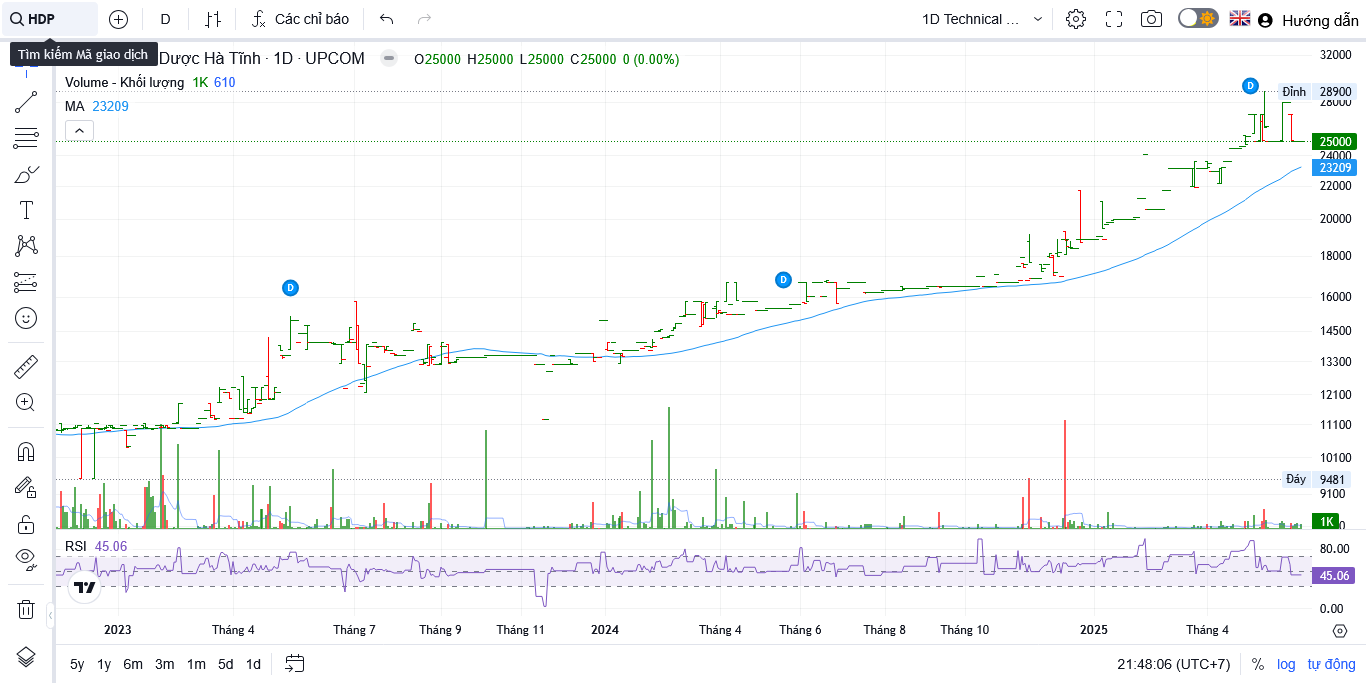 HDP
D
Các chỉ báo
1D Technical ...
Hướng dẫn
Tìm kiếm Mã giao dịch
Dược Hà Tĩnh · 1D · UPCOM
O25000 H25000 L25000 C25000 0 (0.00%)
Volume - Khối lượng 1K 610
MA 23209
32000
D
Đỉnh 28900
28000
25000
24000
23209
22000
20000
18000
D
D
16000
14500
13300
12100
11100
10100
Đáy 9481
9100
1K
0
RSI 45.06
80.00
45.06
0.00
2023 Tháng 4 Tháng 7 Tháng 9 Tháng 11 2024 Tháng 4 Tháng 6 Tháng 8 Tháng 10 2025 Tháng 4
5y 1y 6m 3m 1m 5d 1d
21:48:06 (UTC+7) % log tự động